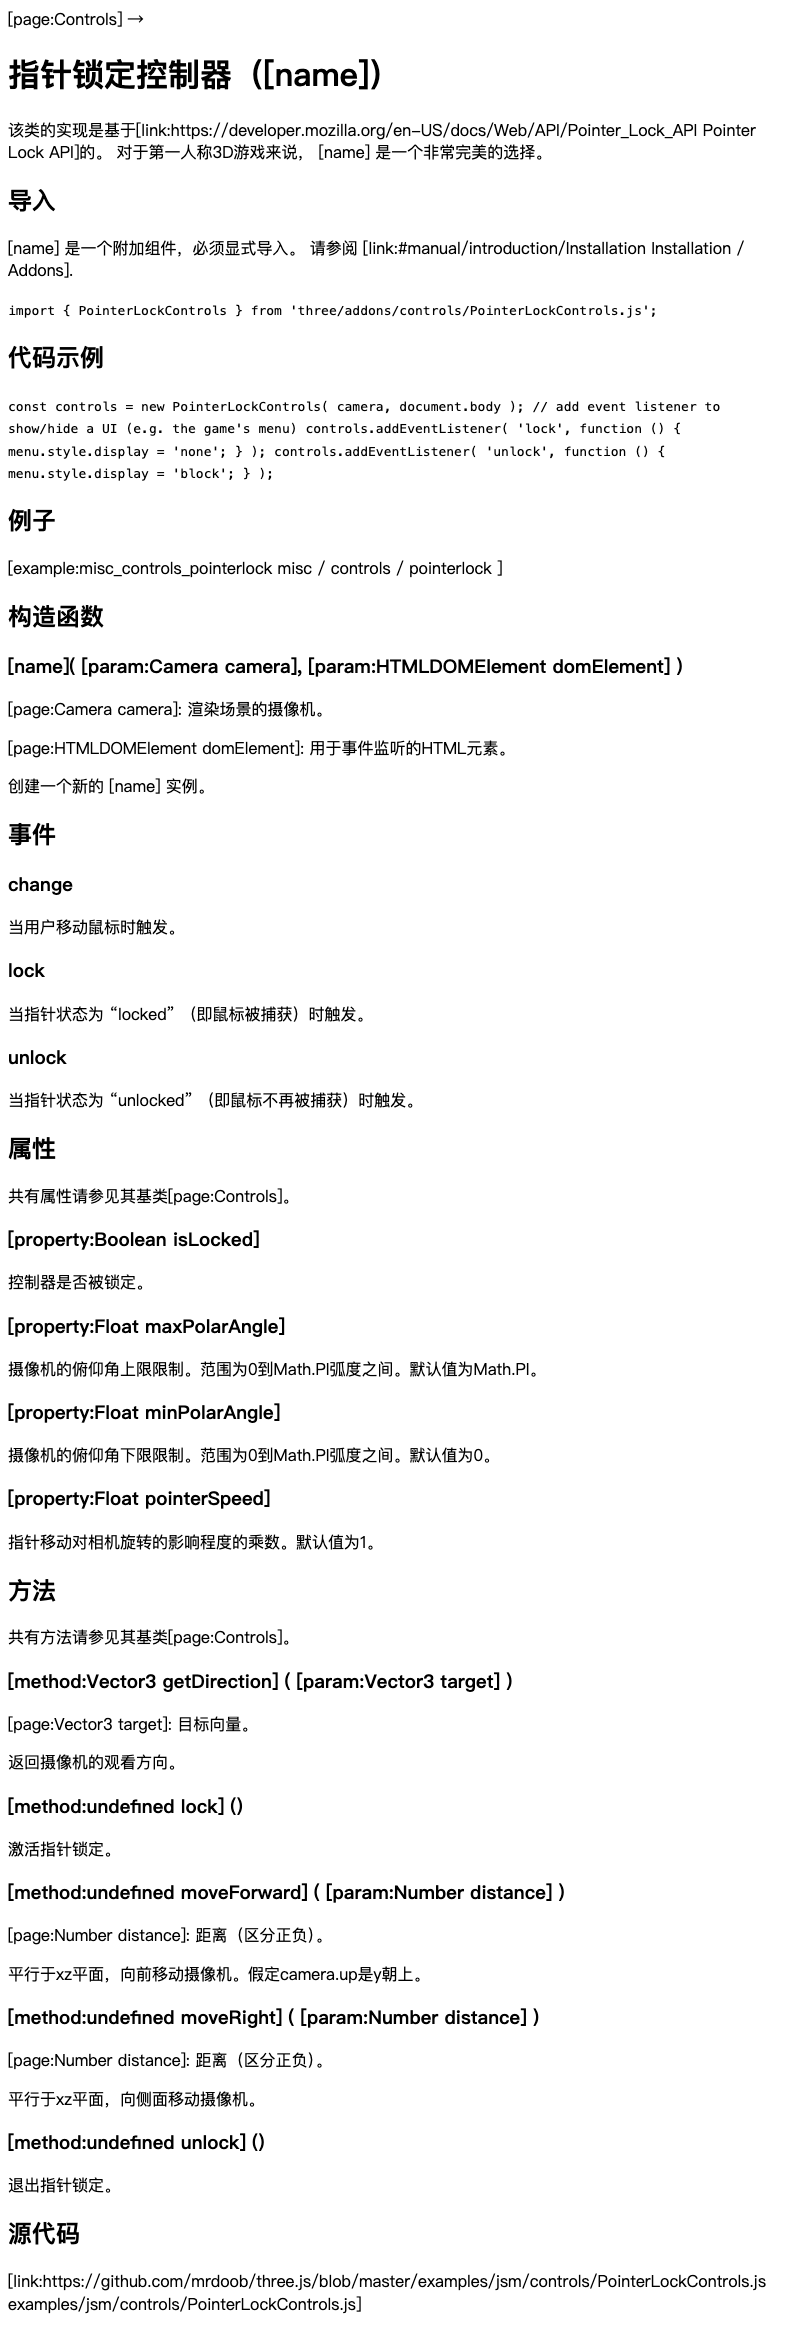 [page:Controls] →
指针锁定控制器（[name]）
该类的实现是基于[link:https://developer.mozilla.org/en-US/docs/Web/API/Pointer_Lock_API Pointer
Lock API]的。 对于第一人称3D游戏来说， [name] 是一个非常完美的选择。
导入
[name] 是一个附加组件，必须显式导入。 请参阅 [link:#manual/introduction/Installation Installation /
Addons].
import { PointerLockControls } from 'three/addons/controls/PointerLockControls.js';
代码示例
const controls = new PointerLockControls( camera, document.body ); // add event listener to
show/hide a UI (e.g. the game's menu) controls.addEventListener( 'lock', function () {
menu.style.display = 'none'; } ); controls.addEventListener( 'unlock', function () {
menu.style.display = 'block'; } );
例子
[example:misc_controls_pointerlock misc / controls / pointerlock ]
构造函数
[name]( [param:Camera camera], [param:HTMLDOMElement domElement] )
[page:Camera camera]: 渲染场景的摄像机。
[page:HTMLDOMElement domElement]: 用于事件监听的HTML元素。
创建一个新的 [name] 实例。
事件
change
当用户移动鼠标时触发。
lock
当指针状态为 “locked” （即鼠标被捕获）时触发。
unlock
当指针状态为 “unlocked” （即鼠标不再被捕获）时触发。
属性
共有属性请参见其基类[page:Controls]。
[property:Boolean isLocked]
控制器是否被锁定。
[property:Float maxPolarAngle]
摄像机的俯仰角上限限制。范围为0到Math.PI弧度之间。默认值为Math.PI。
[property:Float minPolarAngle]
摄像机的俯仰角下限限制。范围为0到Math.PI弧度之间。默认值为0。
[property:Float pointerSpeed]
指针移动对相机旋转的影响程度的乘数。默认值为1。
方法
共有方法请参见其基类[page:Controls]。
[method:Vector3 getDirection] ( [param:Vector3 target] )
[page:Vector3 target]: 目标向量。
返回摄像机的观看方向。
[method:undefined lock] ()
激活指针锁定。
[method:undefined moveForward] ( [param:Number distance] )
[page:Number distance]: 距离（区分正负）。
平行于xz平面，向前移动摄像机。假定camera.up是y朝上。
[method:undefined moveRight] ( [param:Number distance] )
[page:Number distance]: 距离（区分正负）。
平行于xz平面，向侧面移动摄像机。
[method:undefined unlock] ()
退出指针锁定。
源代码
[link:https://github.com/mrdoob/three.js/blob/master/examples/jsm/controls/PointerLockControls.js
examples/jsm/controls/PointerLockControls.js]